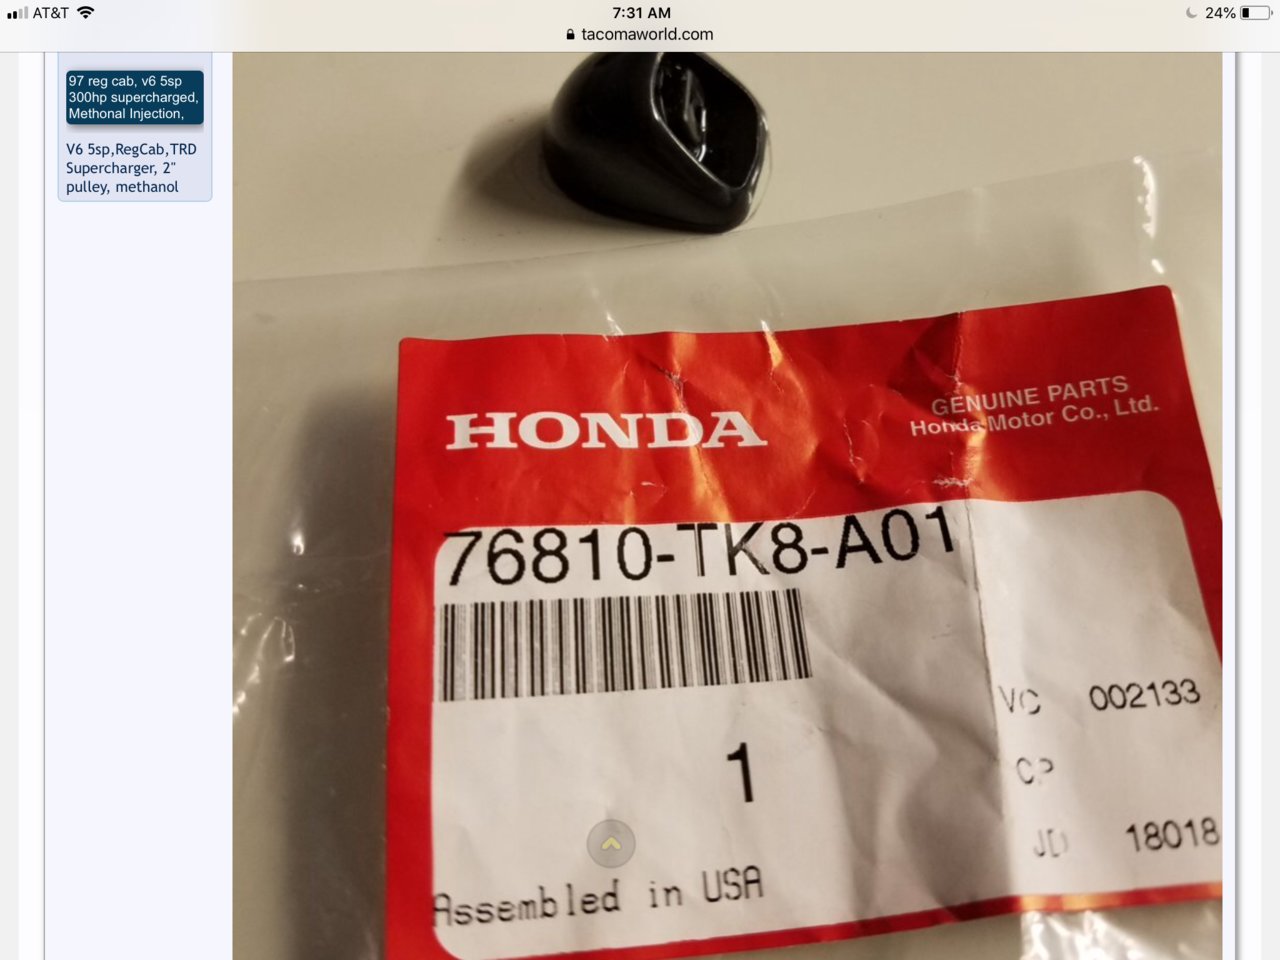 AT&T
7:31 AM
24%
tacomaworld.com
97 reg cab, v6 5sp
300hp supercharged,
Methonal Injection,
V6 5sp,RegCab,TRD
Supercharger, 2"
pulley, methanol
HONDA
GENUINE PARTS
Honda Motor Co., Ltd.
76810-TK8-A01
VC 002133
1
CP
JD 18018
Assembled in USA